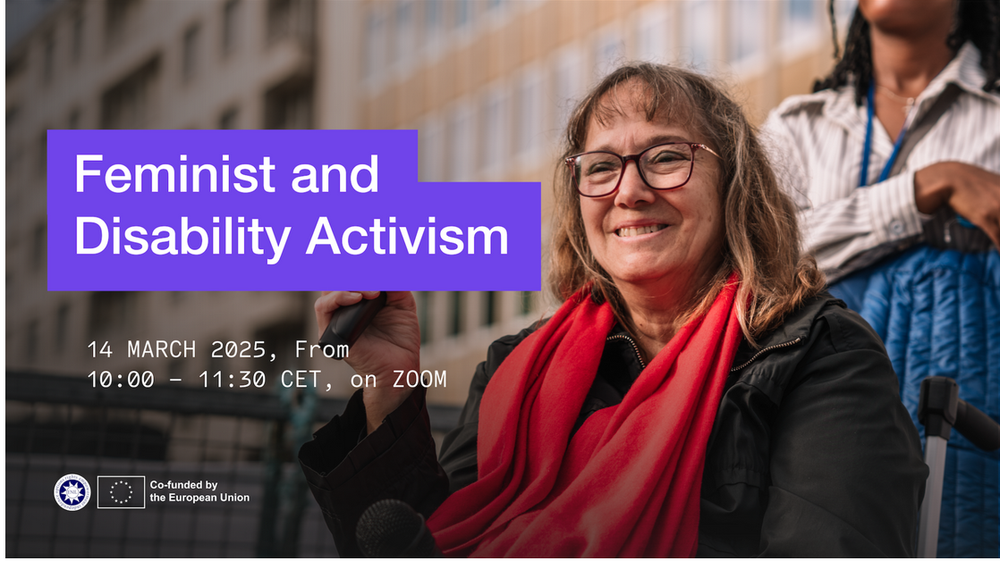 Feminist and
Disability Activism
14 MARCH 2025, From
10:00 – 11:30 CET, on ZOOM
Co-funded by
the European Union